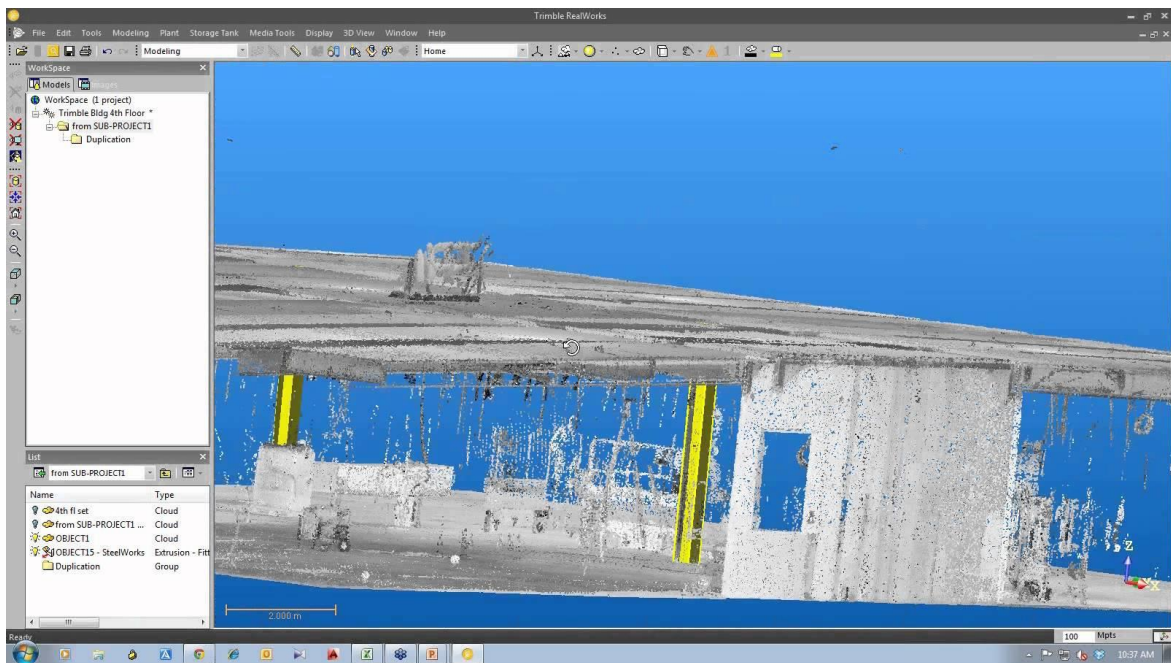 Trimble RealWorks
File Edit Tools Modeling Plant Storage Tank Media Tools Display 3D View Window Help
Modeling Home
WorkSpace
Models
WorkSpace (1 project)
Trimble Bldg 4th Floor *
from SUB-PROJECT1
Duplication
List
from SUB-PROJECT1
Name Type
4th fl set Cloud
from SUB-PROJECT1 ... Cloud
OBJECT1 Cloud
OBJECT15 - SteelWorks Extrusion - Fitt
Duplication Group
2.000 m
Z
X
Ready 100 Mpts
10:37 AM